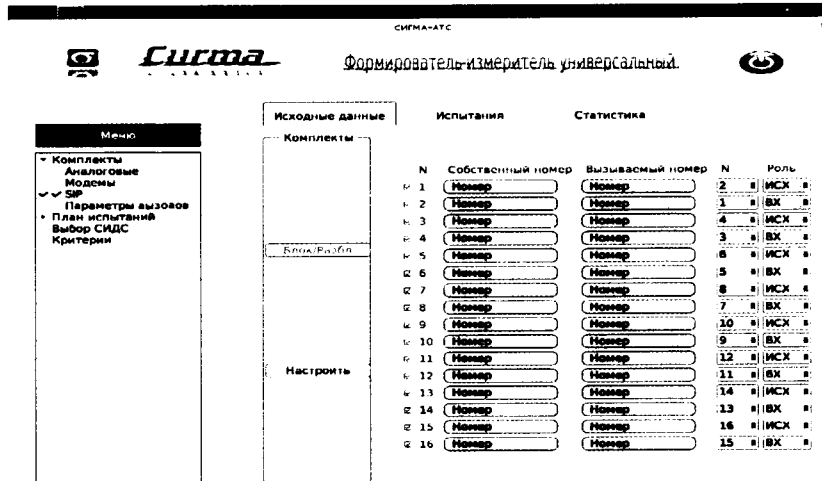 СИГМА-АТС
Сигма
Формирователь-измеритель универсальный
Исходные данные Испытания Статистика
Меню
Комплекты
Аналоговые
Модемы
SIP
Параметры вызовов
План испытаний
Выбор СИДС
Критерии
Комплекты
Блок/Разбл
Настроить
N Собственный номер Вызываемый номер N Роль
1 Номер Номер 2 ИСХ
2 Номер Номер 1 ВХ
3 Номер Номер 4 ИСХ
4 Номер Номер 3 ВХ
5 Номер Номер 6 ИСХ
6 Номер Номер 5 ВХ
7 Номер Номер 8 ИСХ
8 Номер Номер 7 ВХ
9 Номер Номер 10 ИСХ
10 Номер Номер 9 ВХ
11 Номер Номер 12 ИСХ
12 Номер Номер 11 ВХ
13 Номер Номер 14 ИСХ
14 Номер Номер 13 ВХ
15 Номер Номер 16 ИСХ
16 Номер Номер 15 ВХ